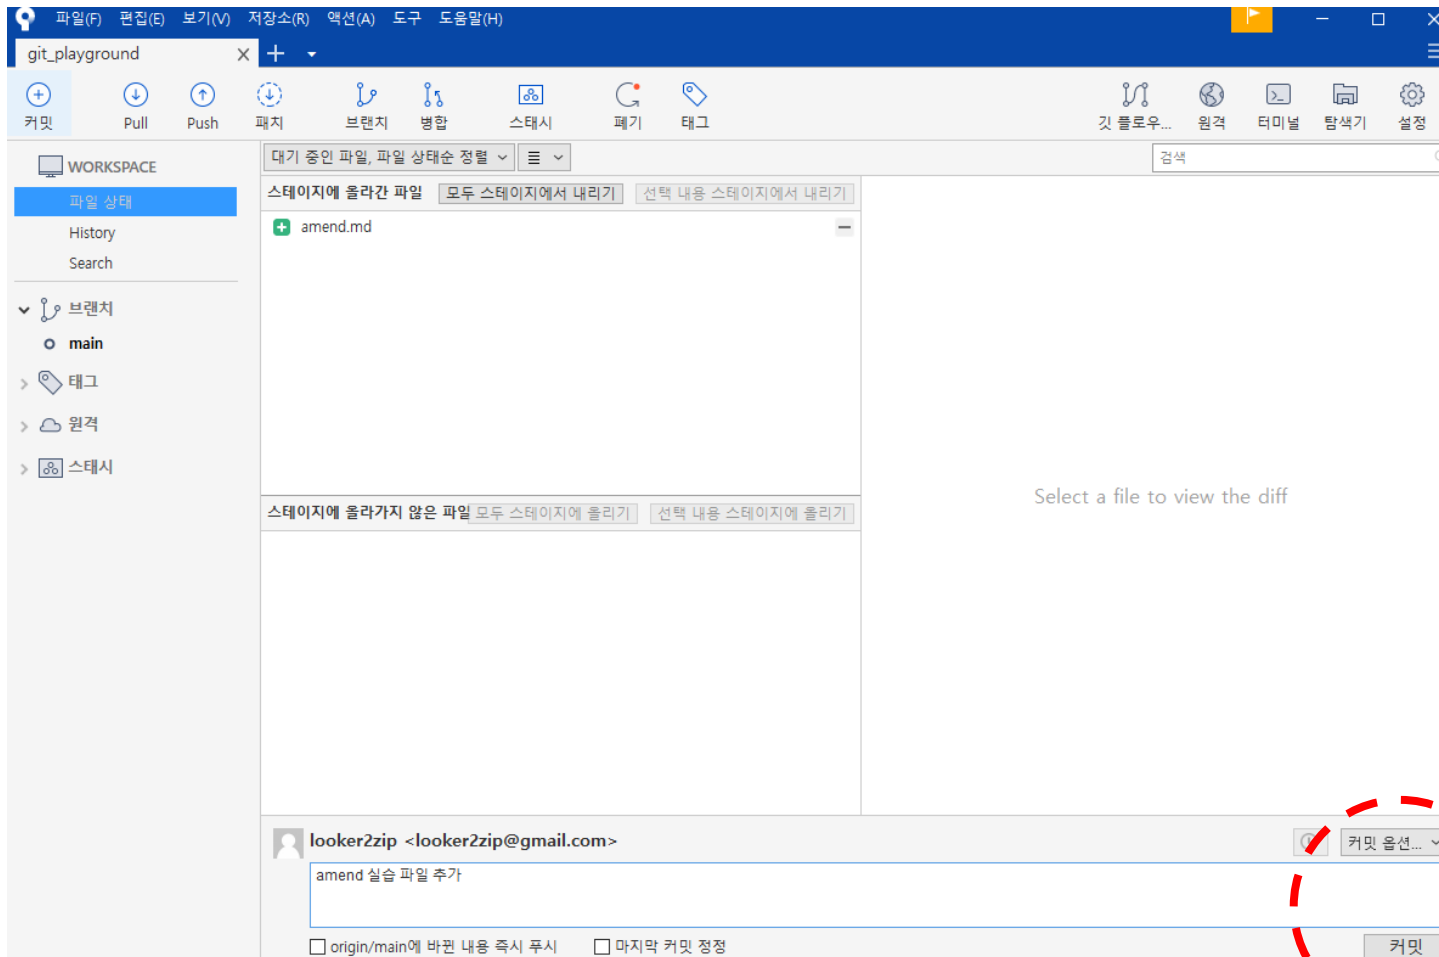 파일(F) 편집(E) 보기(V) 저장소(R) 액션(A) 도구 도움말(H)
git_playground
커밋 Pull Push 패치 브랜치 병합 스태시 폐기 태그 깃 플로우... 원격 터미널 탐색기 설정
WORKSPACE
파일 상태
History
Search
브랜치
main
태그
원격
스태시
대기 중인 파일, 파일 상태순 정렬
검색
스테이지에 올라간 파일 모두 스테이지에서 내리기 선택 내용 스테이지에서 내리기
amend.md
Select a file to view the diff
스테이지에 올라가지 않은 파일 모두 스테이지에 올리기 선택 내용 스테이지에 올리기
looker2zip <looker2zip@gmail.com>
커밋 옵션...
amend 실습 파일 추가
origin/main에 바뀐 내용 즉시 푸시 마지막 커밋 정정
커밋